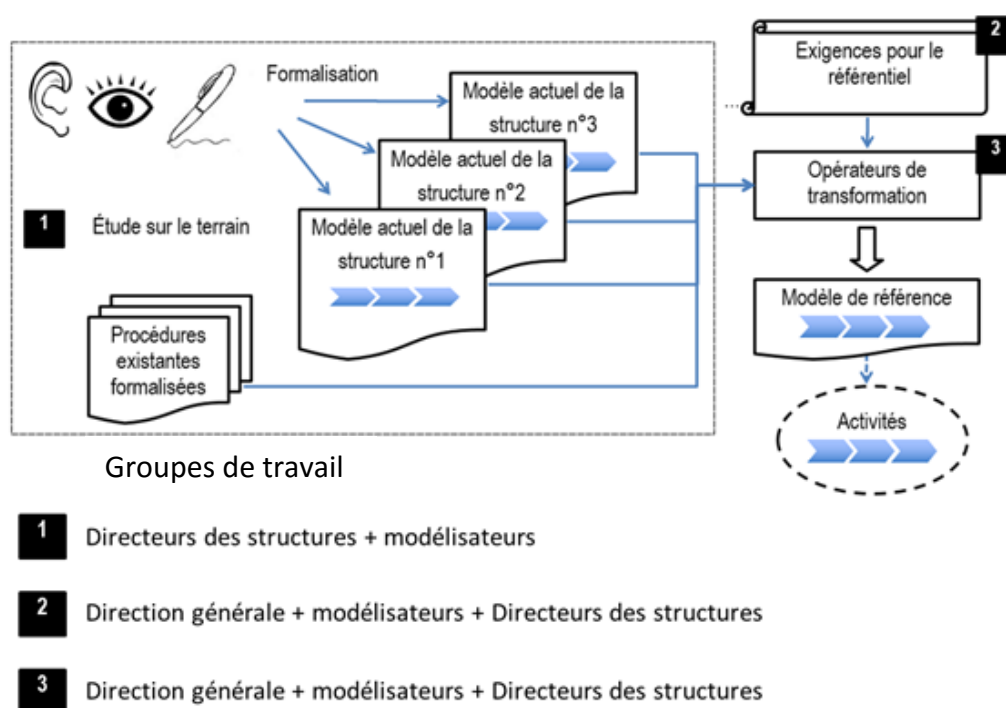 Formalisation
Modèle actuel de la
structure n°3
Modèle actuel de la
structure n°2
Modèle actuel de la
structure n°1
1
Étude sur le terrain
Procédures
existantes
formalisées
2
Exigences pour le
référentiel
...
3
Opérateurs de
transformation
Modèle de référence
Activités
Groupes de travail
1
Directeurs des structures + modélisateurs
2
Direction générale + modélisateurs + Directeurs des structures
3
Direction générale + modélisateurs + Directeurs des structures